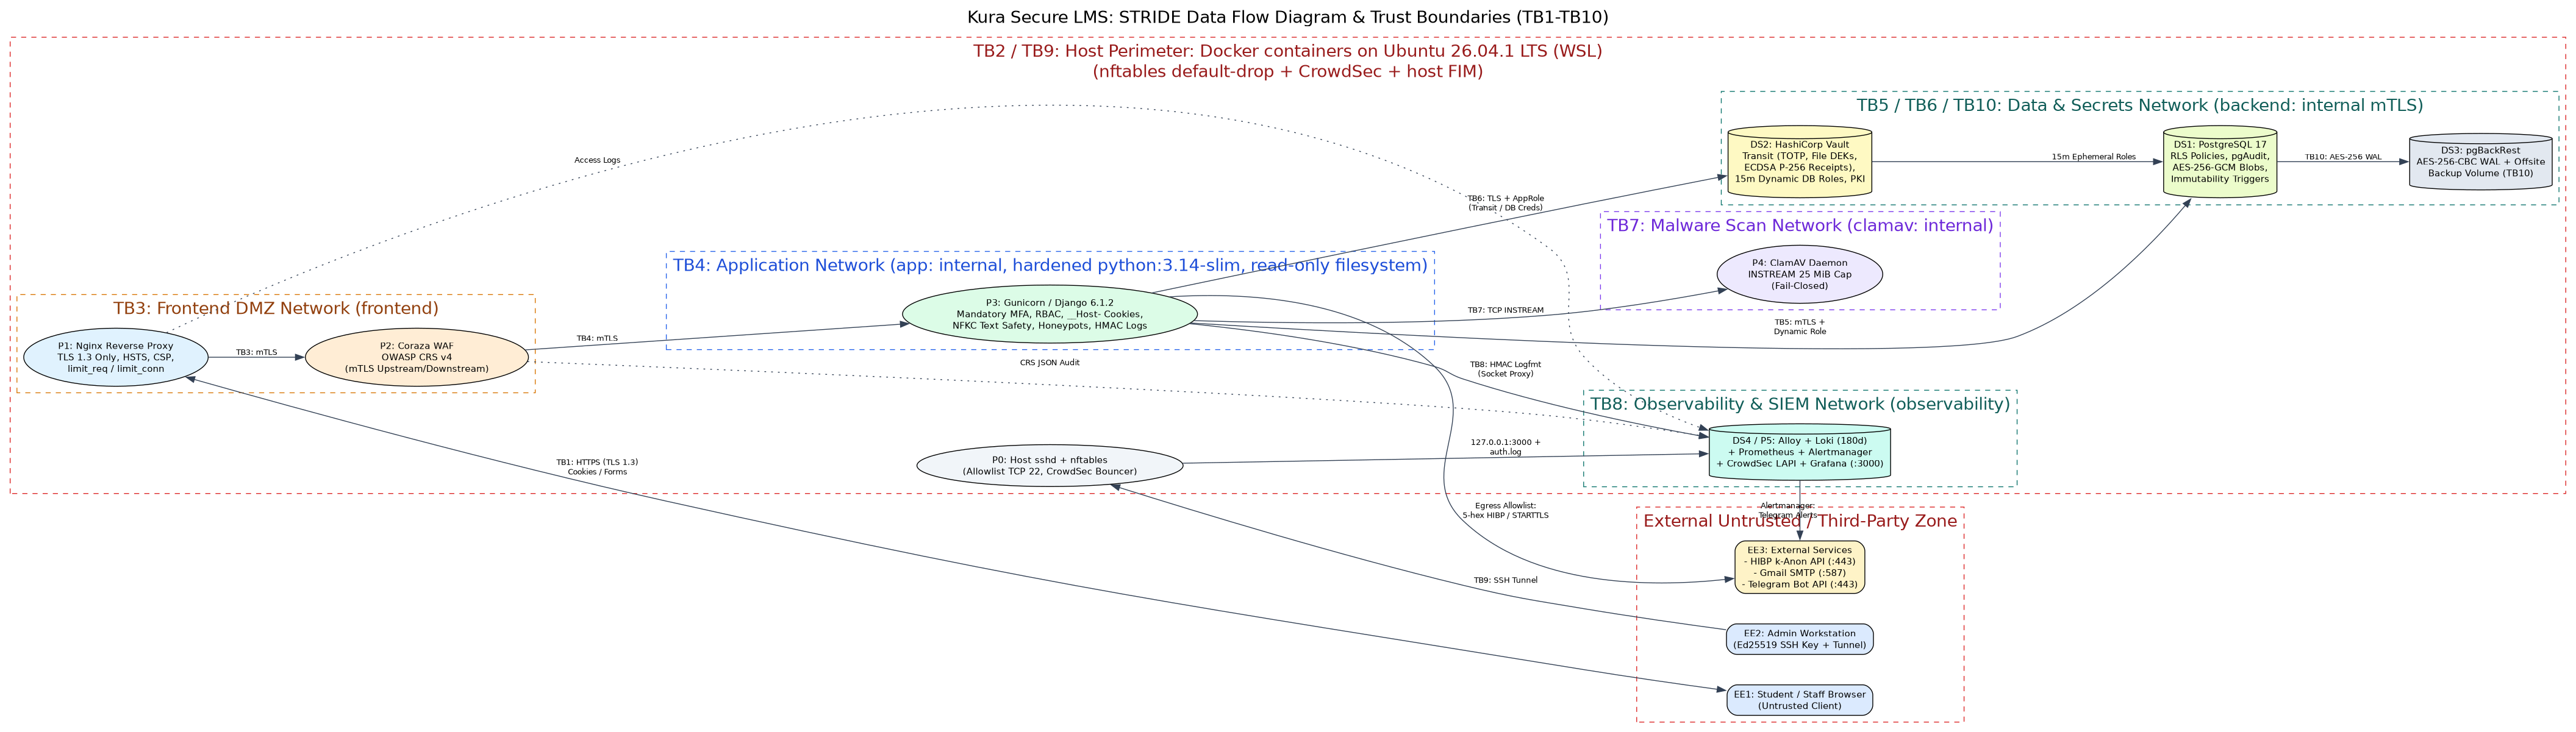 Kura Secure LMS: STRIDE Data Flow Diagram & Trust Boundaries (TB1-TB10)
TB2 / TB9: Host Perimeter: Docker containers on Ubuntu 26.04.1 LTS (WSL)
(nftables default-drop + CrowdSec + host FIM)
TB5 / TB6 / TB10: Data & Secrets Network (backend: internal mTLS)
DS2: HashiCorp Vault
Transit (TOTP, File DEKs,
ECDSA P-256 Receipts),
15m Dynamic DB Roles, PKI
15m Ephemeral Roles
DS1: PostgreSQL 17
RLS Policies, pgAudit,
AES-256-GCM Blobs,
Immutability Triggers
TB10: AES-256 WAL
DS3: pgBackRest
AES-256-CBC WAL + Offsite
Backup Volume (TB10)
Access Logs
TB6: TLS + AppRole
(Transit / DB Creds)
TB7: Malware Scan Network (clamav: internal)
P4: ClamAV Daemon
INSTREAM 25 MiB Cap
(Fail-Closed)
TB4: Application Network (app: internal, hardened python:3.14-slim, read-only filesystem)
P3: Gunicorn / Django 6.1.2
Mandatory MFA, RBAC, __Host- Cookies,
NFKC Text Safety, Honeypots, HMAC Logs
TB7: TCP INSTREAM
TB5: mTLS +
Dynamic Role
TB3: Frontend DMZ Network (frontend)
P1: Nginx Reverse Proxy
TLS 1.3 Only, HSTS, CSP,
limit_req / limit_conn
TB3: mTLS
P2: Coraza WAF
OWASP CRS v4
(mTLS Upstream/Downstream)
TB4: mTLS
CRS JSON Audit
TB8: HMAC Logfmt
(Socket Proxy)
TB8: Observability & SIEM Network (observability)
DS4 / P5: Alloy + Loki (180d)
+ Prometheus + Alertmanager
+ CrowdSec LAPI + Grafana (:3000)
127.0.0.1:3000 +
auth.log
P0: Host sshd + nftables
(Allowlist TCP 22, CrowdSec Bouncer)
TB1: HTTPS (TLS 1.3)
Cookies / Forms
Egress Allowlist:
5-hex HIBP / STARTTLS
Alertmanager:
Telegram Alerts
External Untrusted / Third-Party Zone
EE3: External Services
- HIBP k-Anon API (:443)
- Gmail SMTP (:587)
- Telegram Bot API (:443)
TB9: SSH Tunnel
EE2: Admin Workstation
(Ed25519 SSH Key + Tunnel)
EE1: Student / Staff Browser
(Untrusted Client)